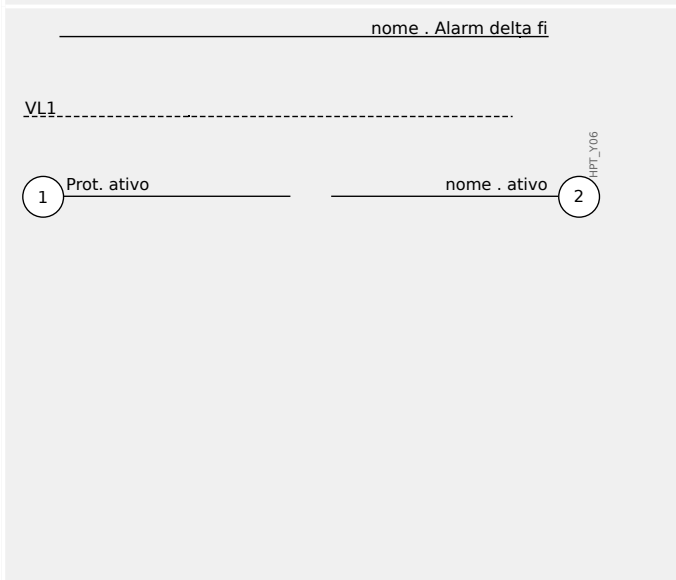 nome . Alarm delta fi
VL1
HPT_Y06
Prot. ativo
nome . ativo
1
2